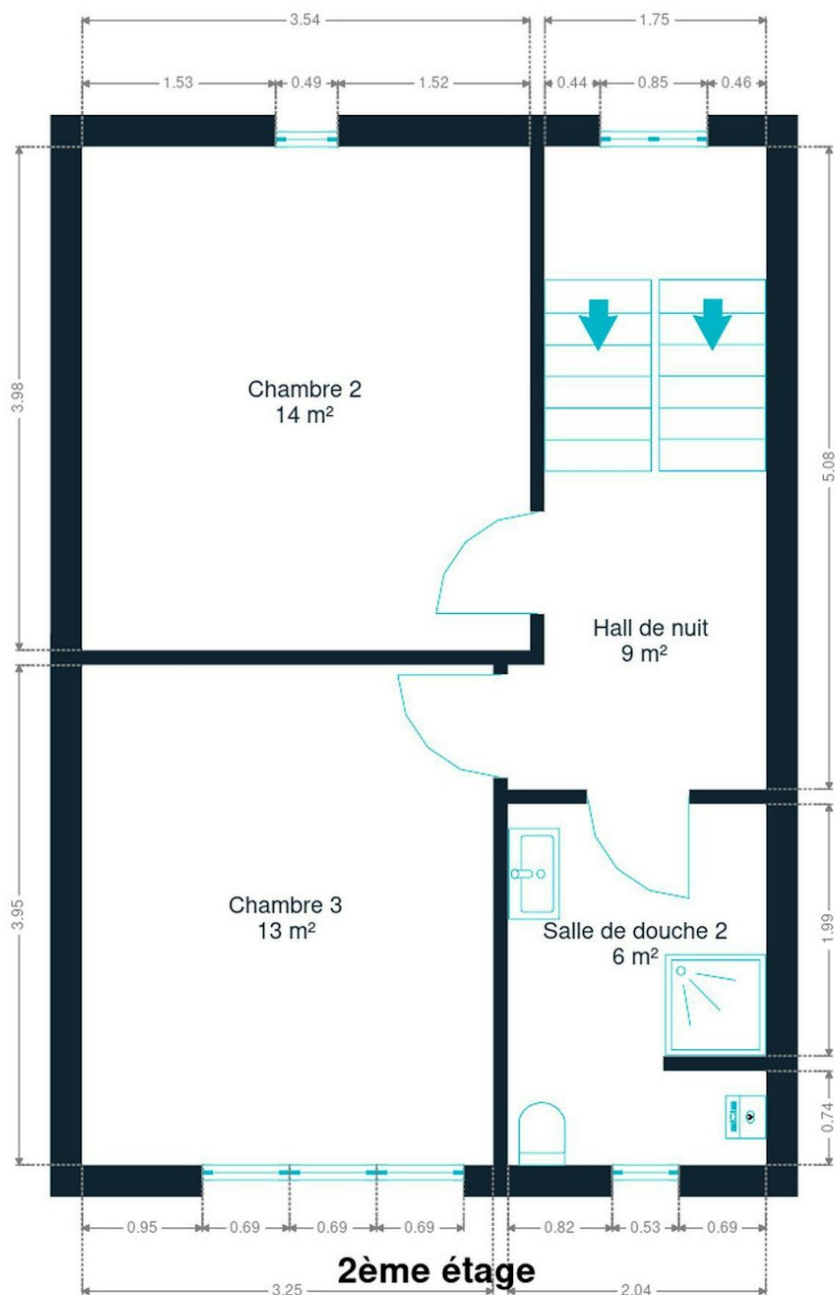 3.54
1.75
1.53
0.49
1.52
0.44
0.85
0.46
3.98
5.08
Chambre 2
14 m²
Hall de nuit
9 m²
3.95
Chambre 3
13 m²
Salle de douche 2
6 m²
1.99
0.74
0.95
0.69
0.69
0.69
0.82
0.53
0.69
2ème étage
3.25
2.04